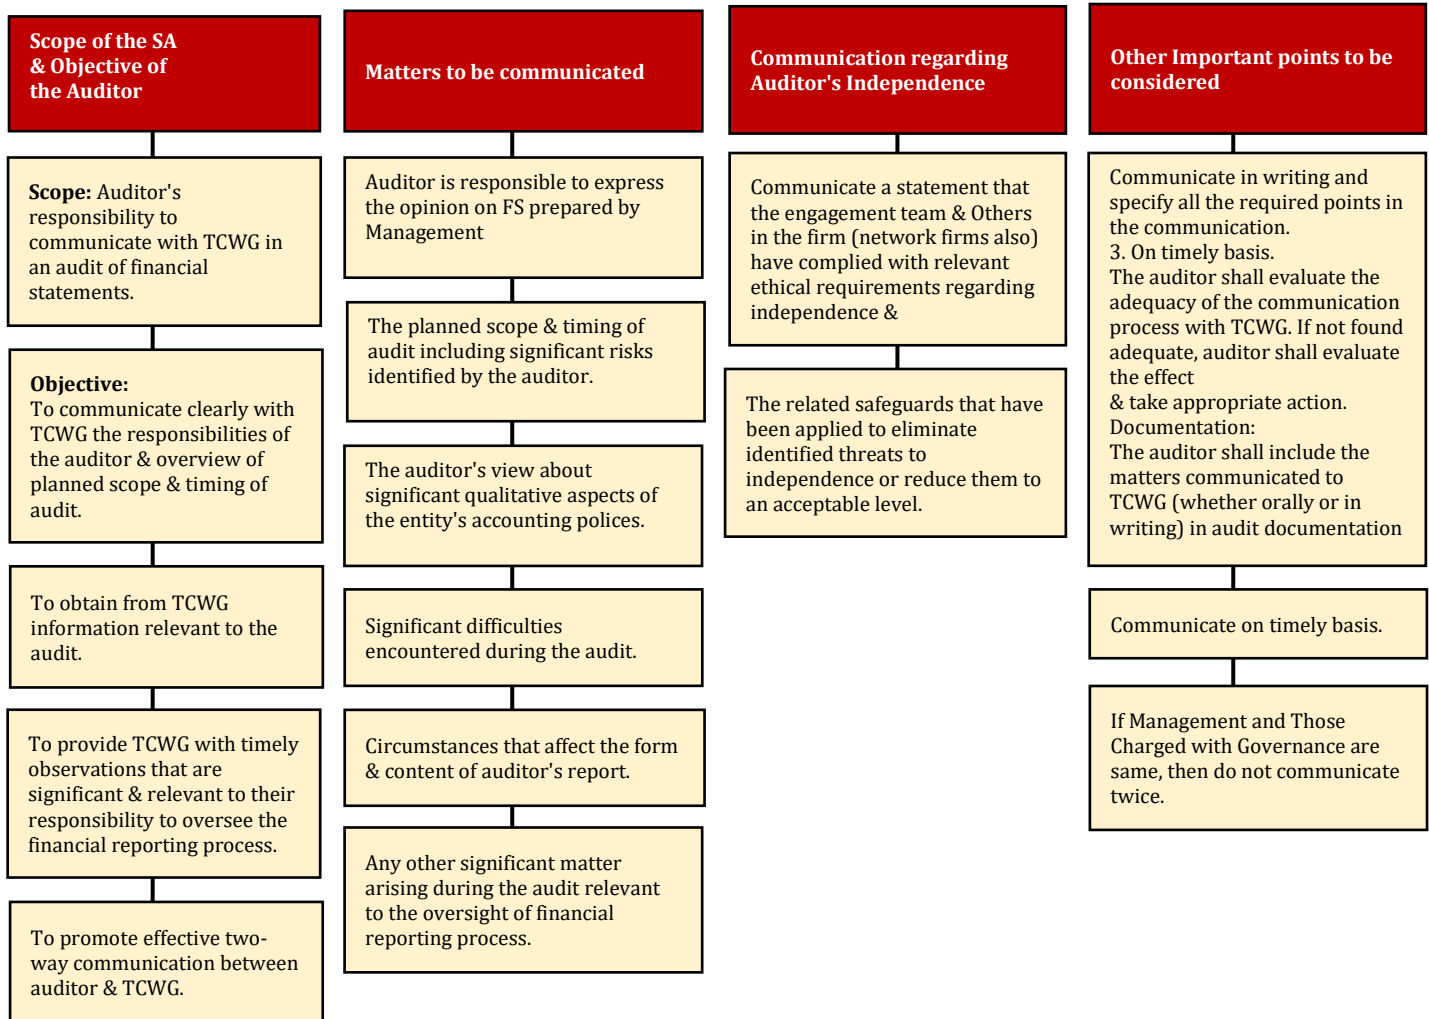 Scope of the SA
& Objective of
the Auditor
Scope: Auditor's
responsibility to
communicate with TCWG in
an audit of financial
statements.
Objective:
To communicate clearly with
TCWG the responsibilities of
the auditor & overview of
planned scope & timing of
audit.
To obtain from TCWG
information relevant to the
audit.
To provide TCWG with timely
observations that are
significant & relevant to their
responsibility to oversee the
financial reporting process.
To promote effective two-
way communication between
auditor & TCWG.
Matters to be communicated
Auditor is responsible to express
the opinion on FS prepared by
Management
The planned scope & timing of
audit including significant risks
identified by the auditor.
The auditor's view about
significant qualitative aspects of
the entity's accounting polices.
Significant difficulties
encountered during the audit.
Circumstances that affect the form
& content of auditor's report.
Any other significant matter
arising during the audit relevant
to the oversight of financial
reporting process.
Communication regarding
Auditor's Independence
Communicate a statement that
the engagement team & Others
in the firm (network firms also)
have complied with relevant
ethical requirements regarding
independence &
The related safeguards that have
been applied to eliminate
identified threats to
independence or reduce them to
an acceptable level.
Other Important points to be
considered
Communicate in writing and
specify all the required points in
the communication.
3. On timely basis.
The auditor shall evaluate the
adequacy of the communication
process with TCWG. If not found
adequate, auditor shall evaluate
the effect
& take appropriate action.
Documentation:
The auditor shall include the
matters communicated to
TCWG (whether orally or in
writing) in audit documentation
Communicate on timely basis.
If Management and Those
Charged with Governance are
same, then do not communicate
twice.